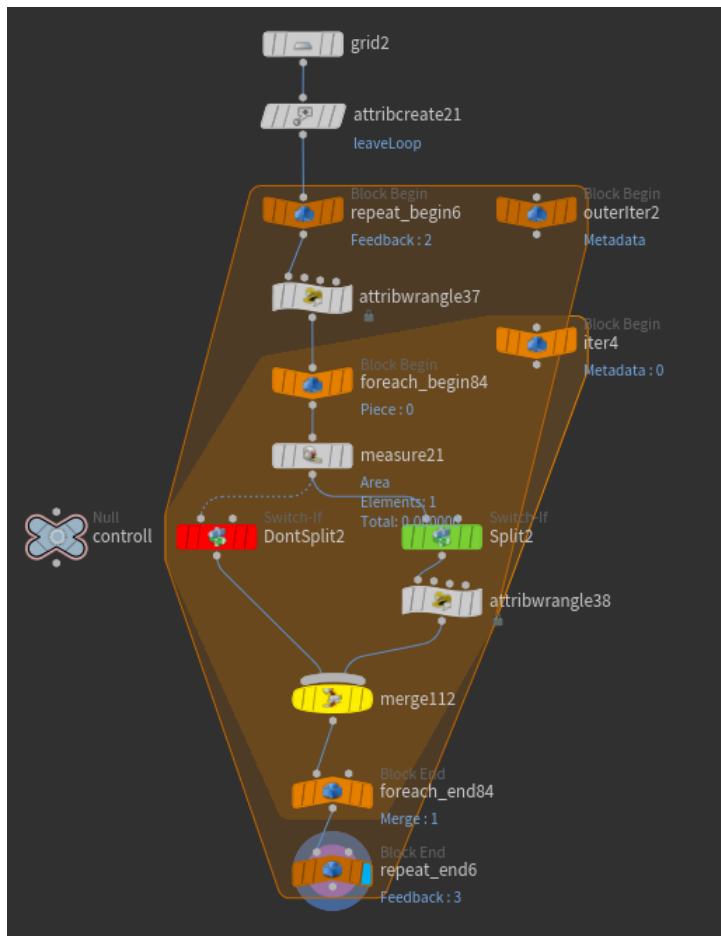 grid2
attribcreate21
leaveLoop
Block Begin
repeat_begin6
Feedback : 2
Block Begin
outerIter2
Metadata
attribwrangle37
Block Begin
iter4
Metadata : 0
Block Begin
foreach_begin84
Piece : 0
measure21
Area
Elements: 1
Total: 0.000000
Null
controll
Switch-If
DontSplit2
Switch-If
Split2
attribwrangle38
merge112
Block End
foreach_end84
Merge : 1
Block End
repeat_end6
Feedback : 3